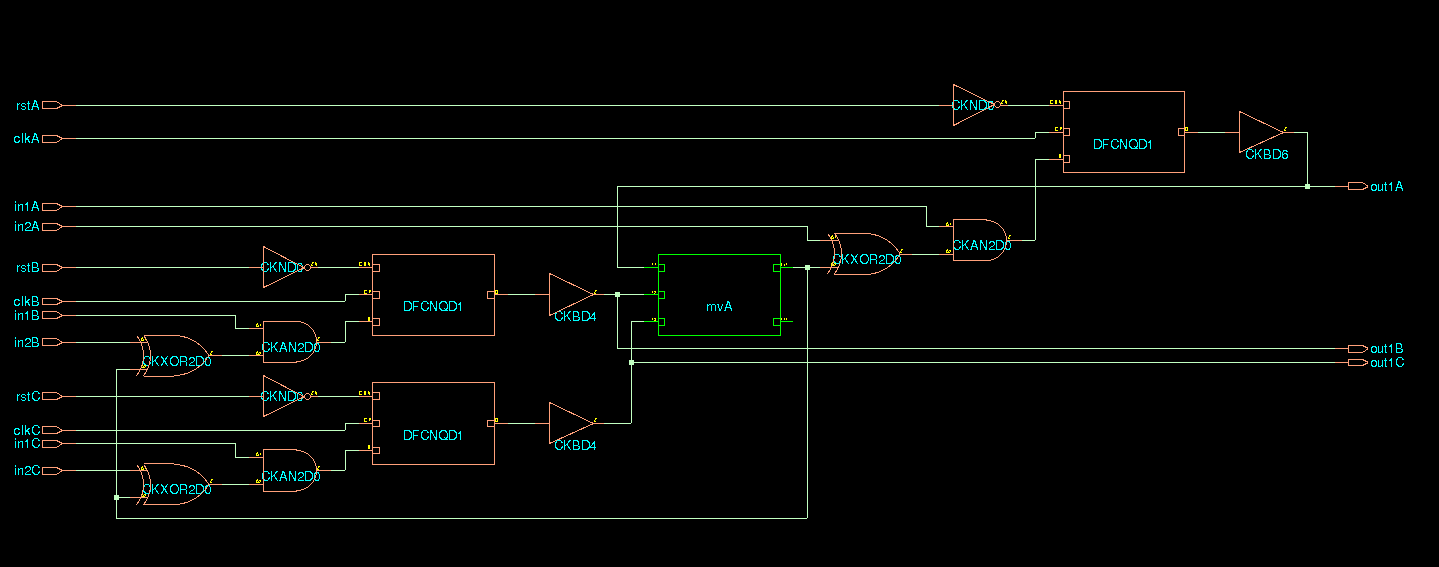 rstA
CKND0
clkA
DFCNQD1
CKBD6
out1A
in1A
in2A
CKAN2D0
CKXOR2D0
rstB
CKND0
clkB
DFCNQD1
CKBD4
mvA
in1B
in2B
CKAN2D0
CKXOR2D0
out1B
out1C
rstC
CKND0
clkC
DFCNQD1
CKBD4
in1C
in2C
CKAN2D0
CKXOR2D0